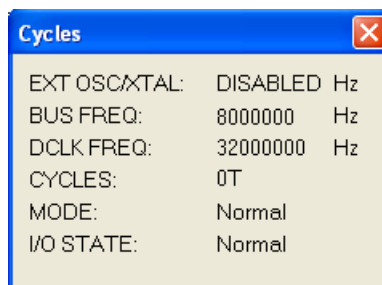 Cycles
EXT OSC/XTAL: DISABLED Hz
BUS FREQ: 8000000 Hz
DCLK FREQ: 32000000 Hz
CYCLES: 0T
MODE: Normal
I/O STATE: Normal